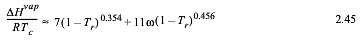 ΔH^vap / RT_c ≈ 7(1 − T_r)^0.354 + 11ω(1 − T_r)^0.456 2.45